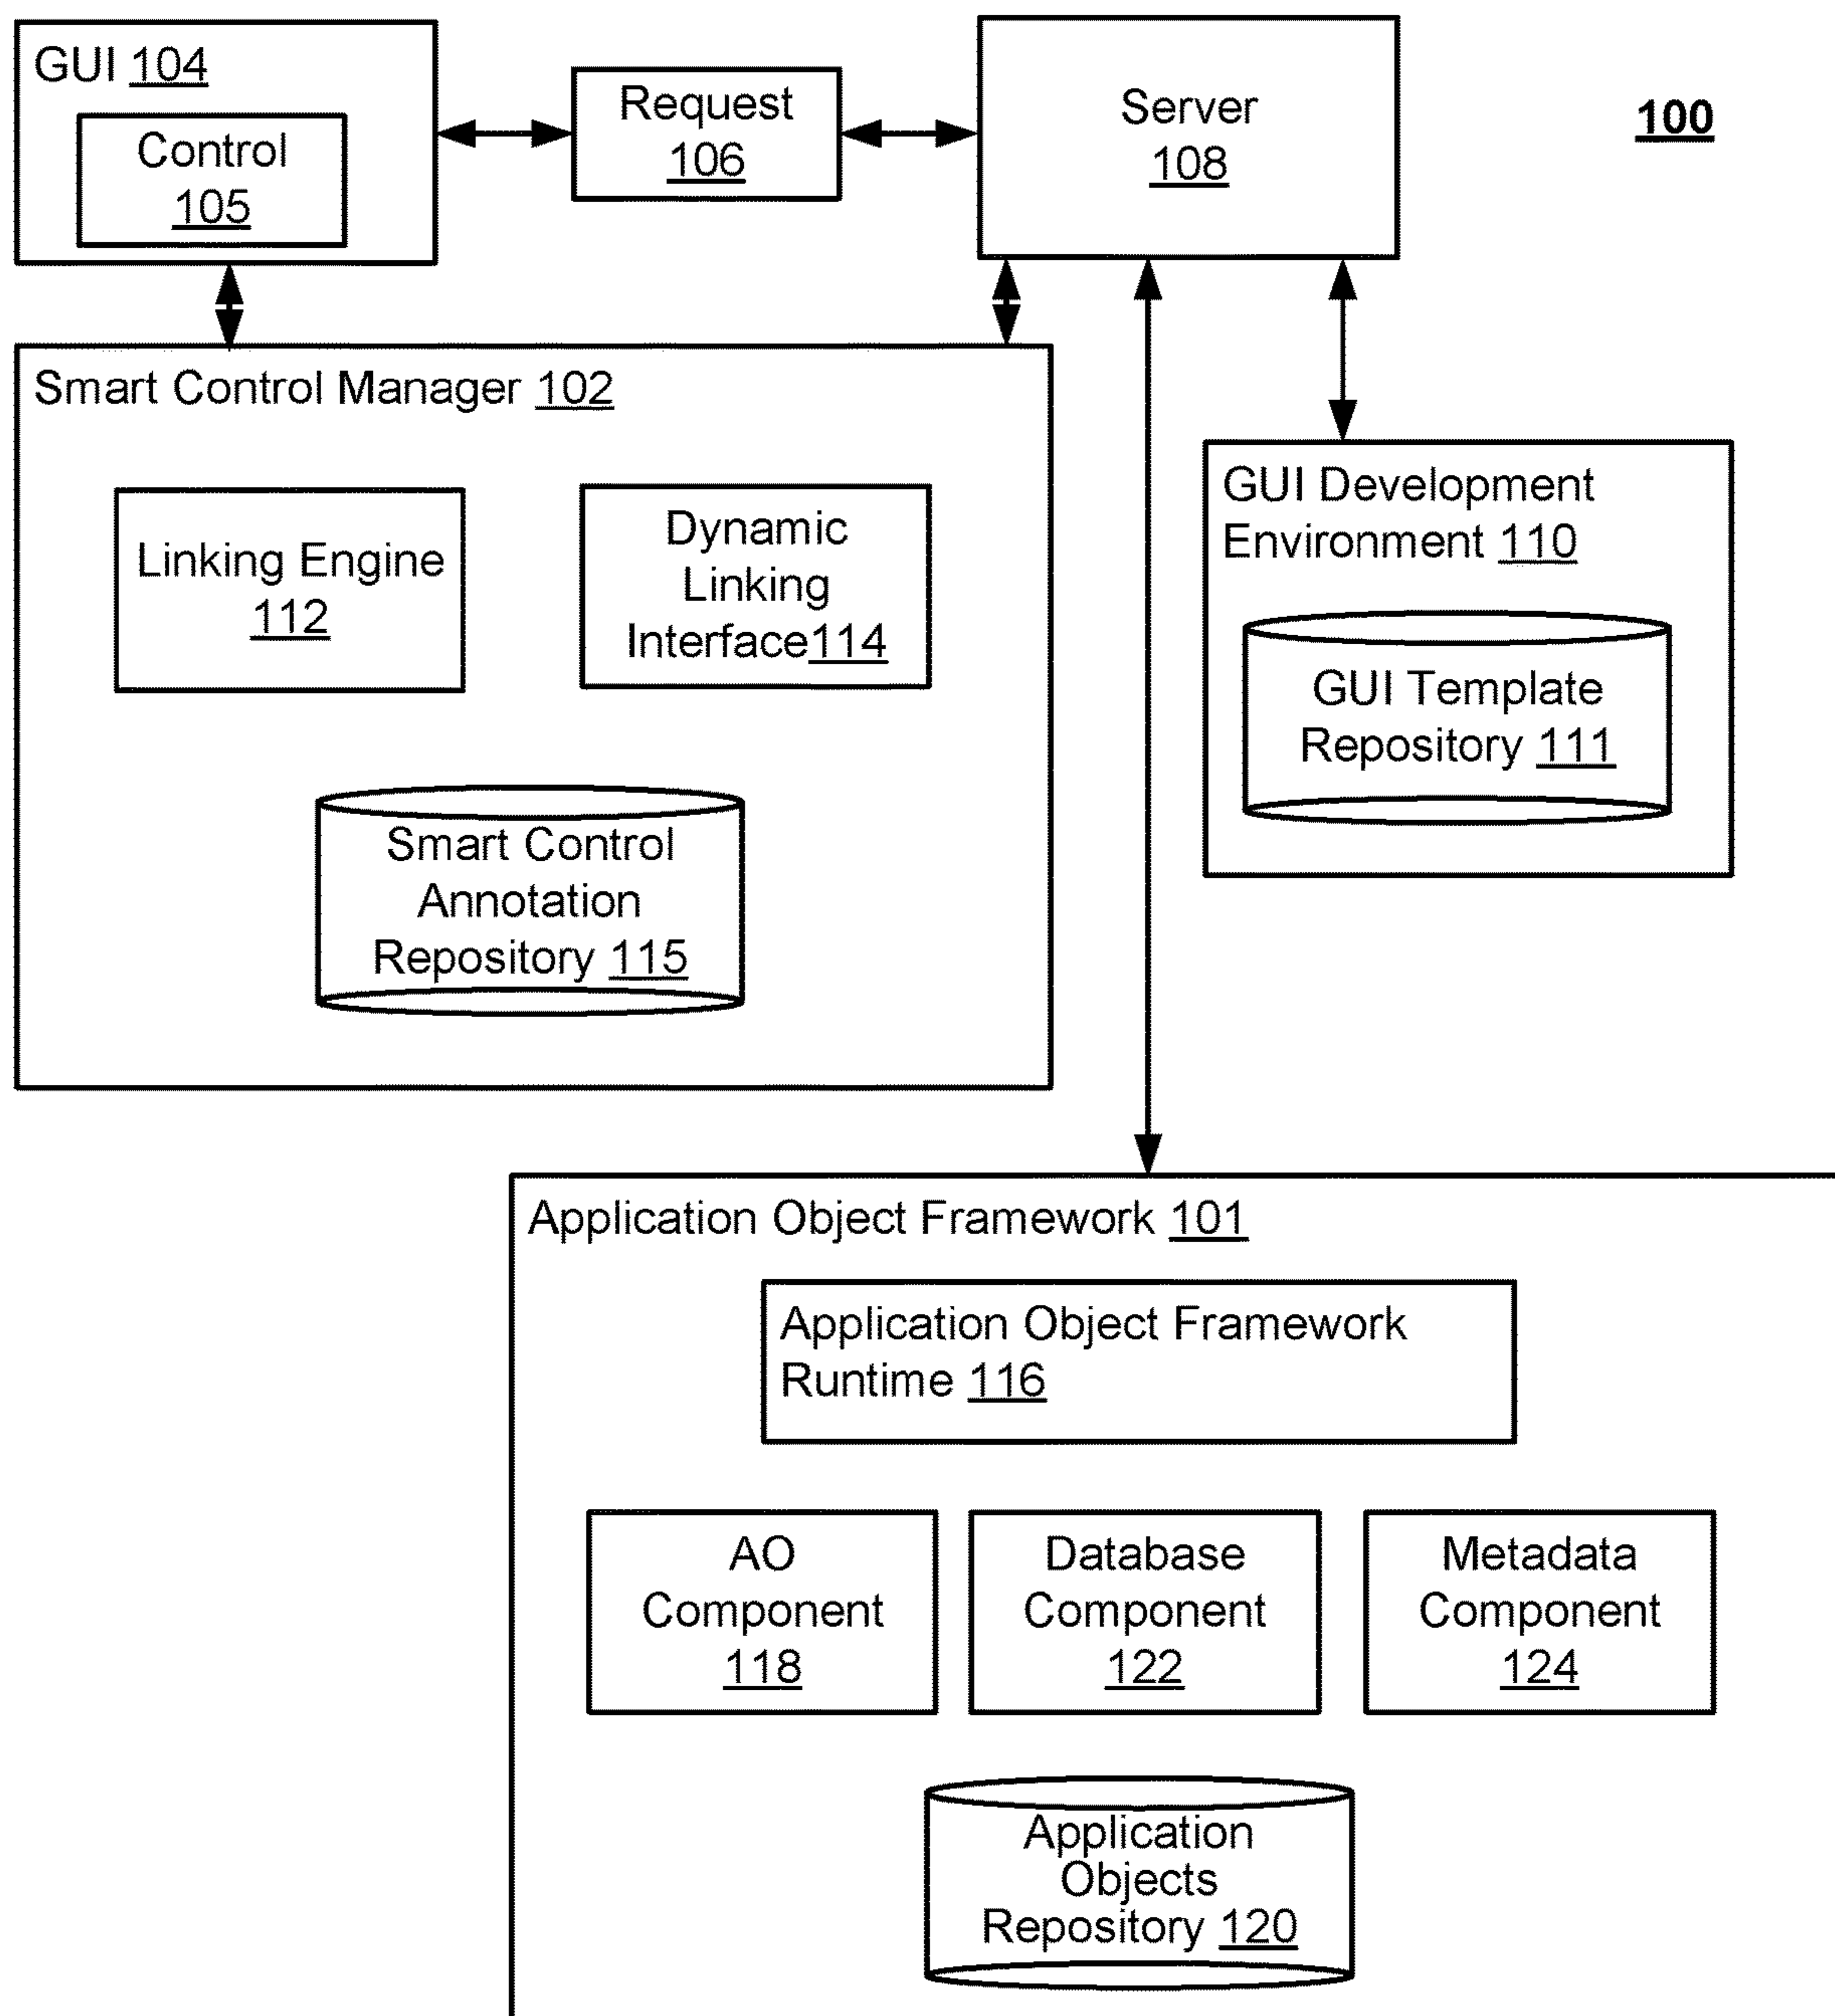 GUI 104
Control
105
Request
106
Server
108
100
Smart Control Manager 102
Linking Engine
112
Dynamic
Linking
Interface114
Smart Control
Annotation
Repository 115
GUI Development
Environment 110
GUI Template
Repository 111
Application Object Framework 101
Application Object Framework
Runtime 116
AO
Component
118
Database
Component
122
Metadata
Component
124
Application
Objects
Repository 120